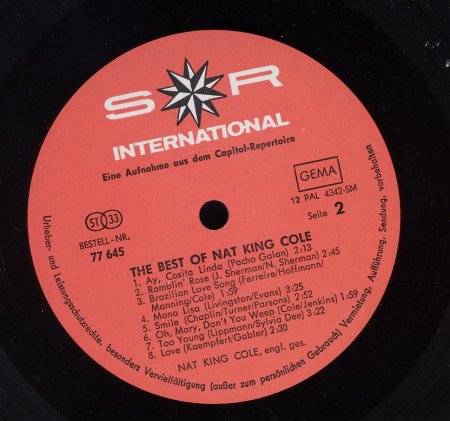 S R
INTERNATIONAL
Eine Aufnahme aus dem Capitol-Repertoire
ST 33
BESTELL-NR.
77 645
GEMA
12 PAL 4342-SM
Seite 2
THE BEST OF NAT KING COLE
1. Ay, Cosita Linda (Pacho Galan) 2:13
2. Ramblin' Rose (J. Sherman/N. Sherman) 2:45
3. Brazilian Love Song (Ferreire/Hoffmann/
Manning/Cole) 1:59
4. Mona Lisa (Livingston/Evans) 3:25
5. Smile (Chaplin/Turner/Parsons) 2:52
6. Oh, Mary, Don't You Weep (Cole/Jenkins) 1:59
7. Too Young (Lippmann/Sylvia Dee) 3:22
8. Love (Kaempfert/Gabler) 2:30
NAT KING COLE, engl. ges.
Urheber- und Leistungsschutzrechte, besonders Vervielfältigung (außer zum persönlichen Gebrauch) Vermietung, Aufführung, Sendung, vorbehalten